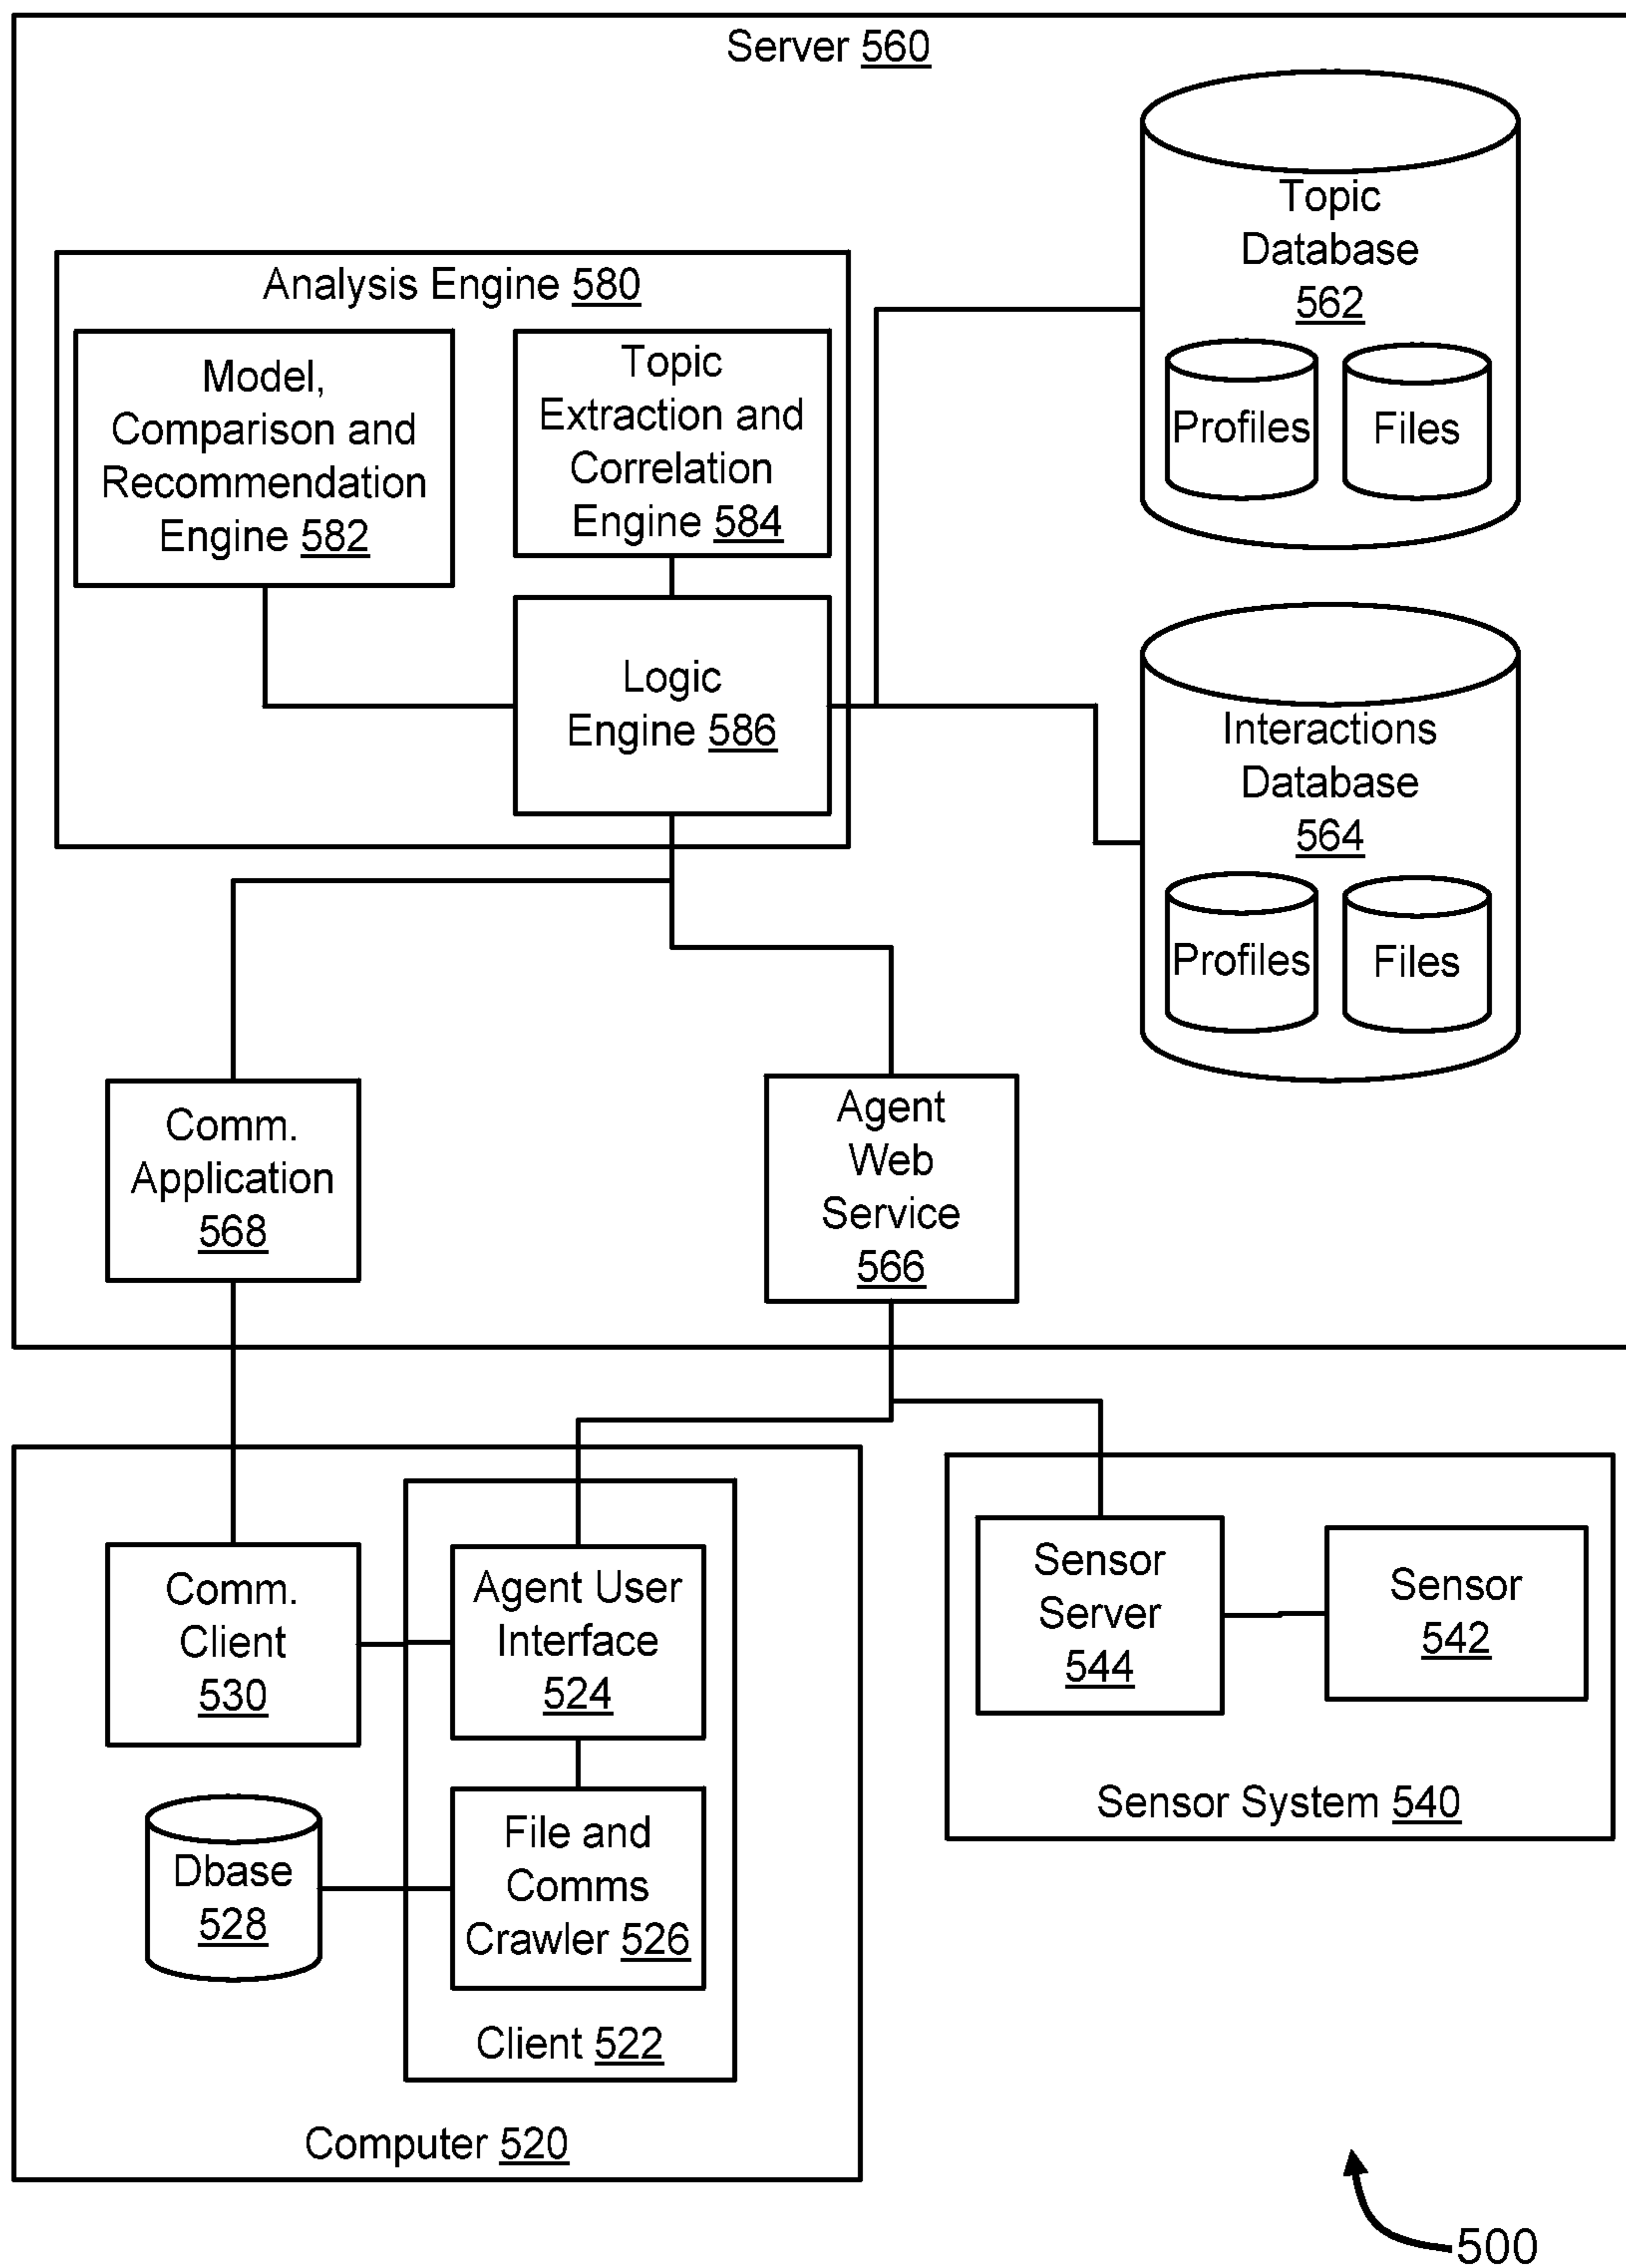 Server 560
Topic
Database
562
Profiles
Files
Analysis Engine 580
Model,
Comparison and
Recommendation
Engine 582
Topic
Extraction and
Correlation
Engine 584
Logic
Engine 586
Interactions
Database
564
Profiles
Files
Comm.
Application
568
Agent
Web
Service
566
Comm.
Client
530
Agent User
Interface
524
Sensor
Server
544
Sensor
542
Sensor System 540
Dbase
528
File and
Comms
Crawler 526
Client 522
Computer 520
500